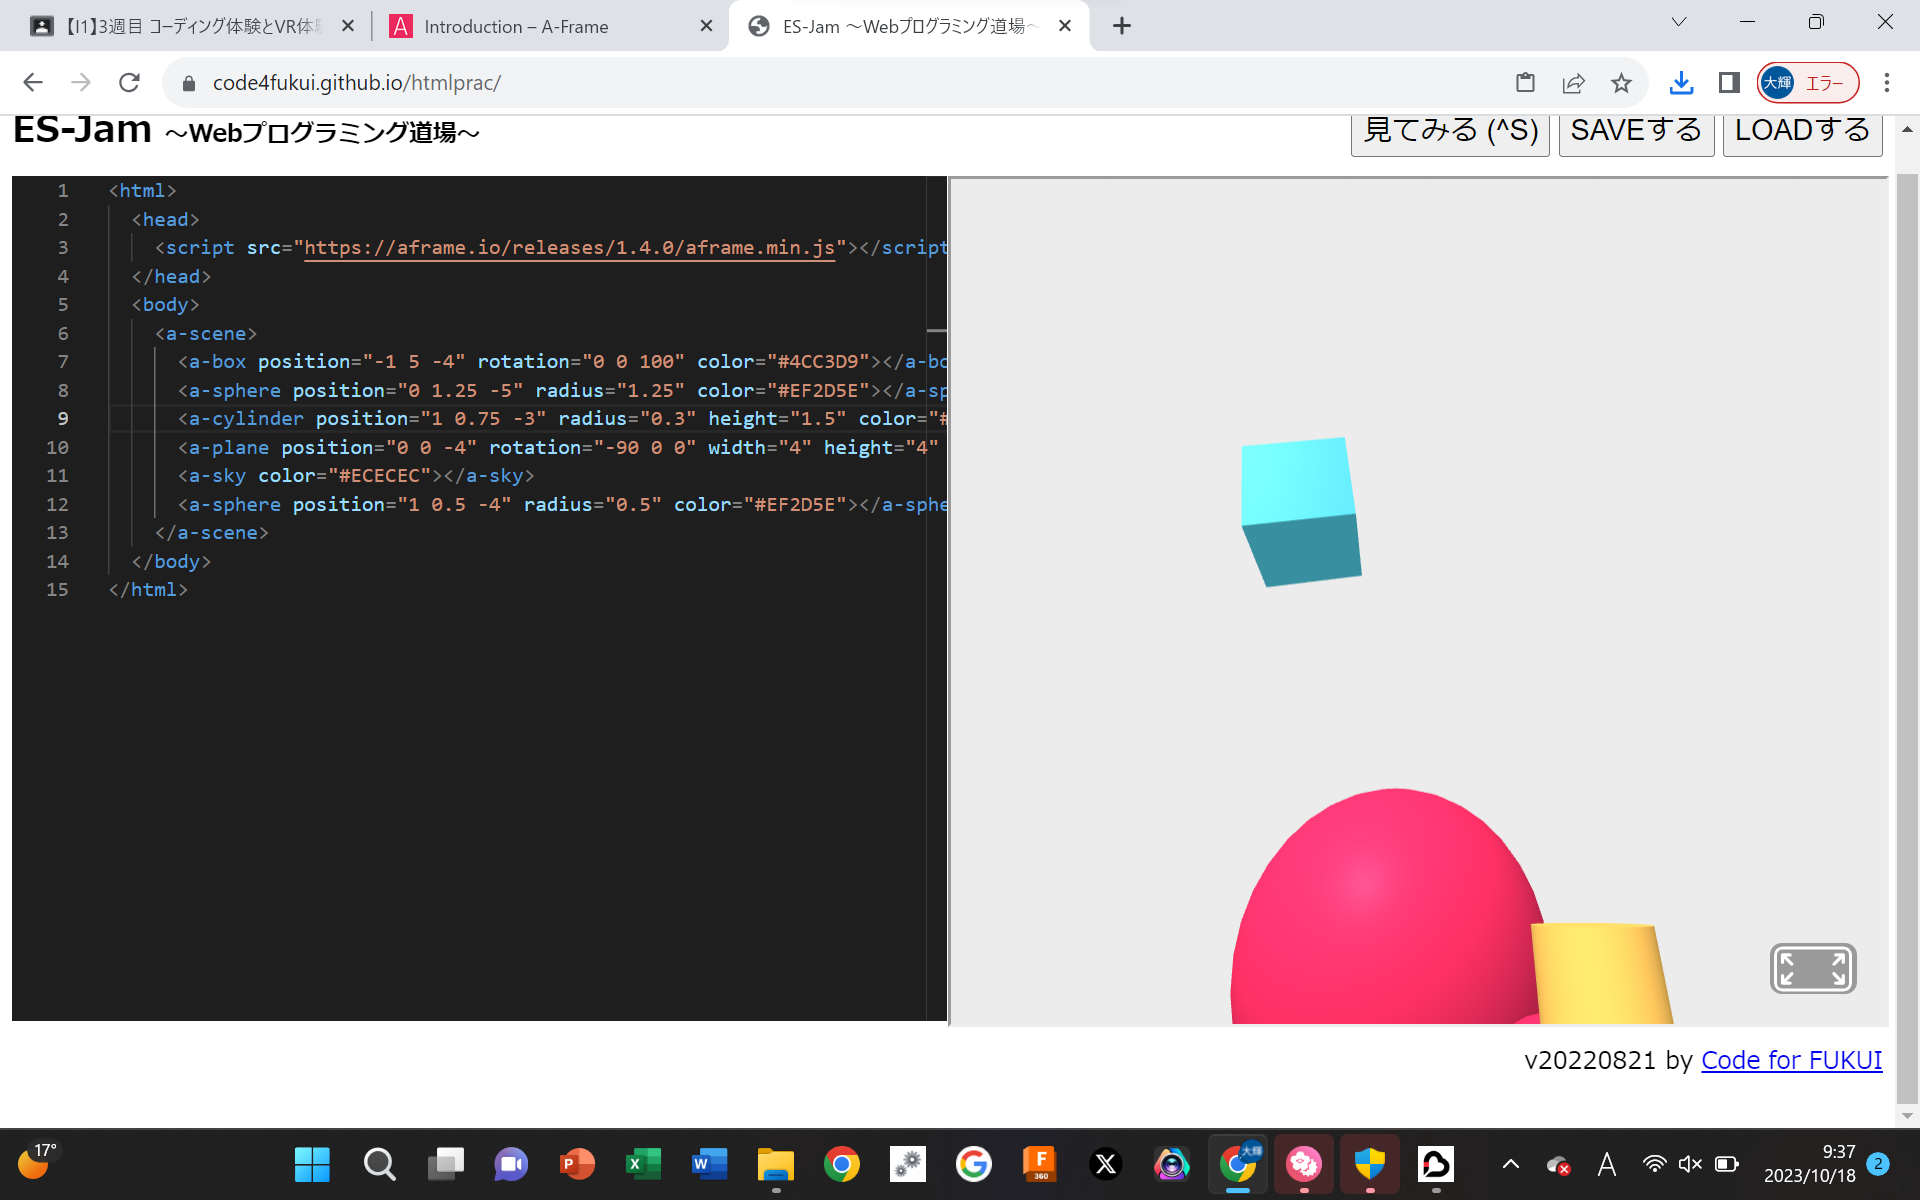 【I1】3週目 コーディング体験とVR体
Introduction – A-Frame
ES-Jam ～Webプログラミング道場～
code4fukui.github.io/htmlprac/
大輝 エラー
ES-Jam ～Webプログラミング道場～
見てみる (^S) SAVEする LOADする
1 <html>
2 <head>
3 <script src="https://aframe.io/releases/1.4.0/aframe.min.js"></script
4 </head>
5 <body>
6 <a-scene>
7 <a-box position="-1 5 -4" rotation="0 0 100" color="#4CC3D9"></a-bo
8 <a-sphere position="0 1.25 -5" radius="1.25" color="#EF2D5E"></a-sp
9 <a-cylinder position="1 0.75 -3" radius="0.3" height="1.5" color="#
10 <a-plane position="0 0 -4" rotation="-90 0 0" width="4" height="4"
11 <a-sky color="#ECECEC"></a-sky>
12 <a-sphere position="1 0.5 -4" radius="0.5" color="#EF2D5E"></a-sphe
13 </a-scene>
14 </body>
15 </html>
v20220821 by Code for FUKUI
17°
A
9:37
2023/10/18
2